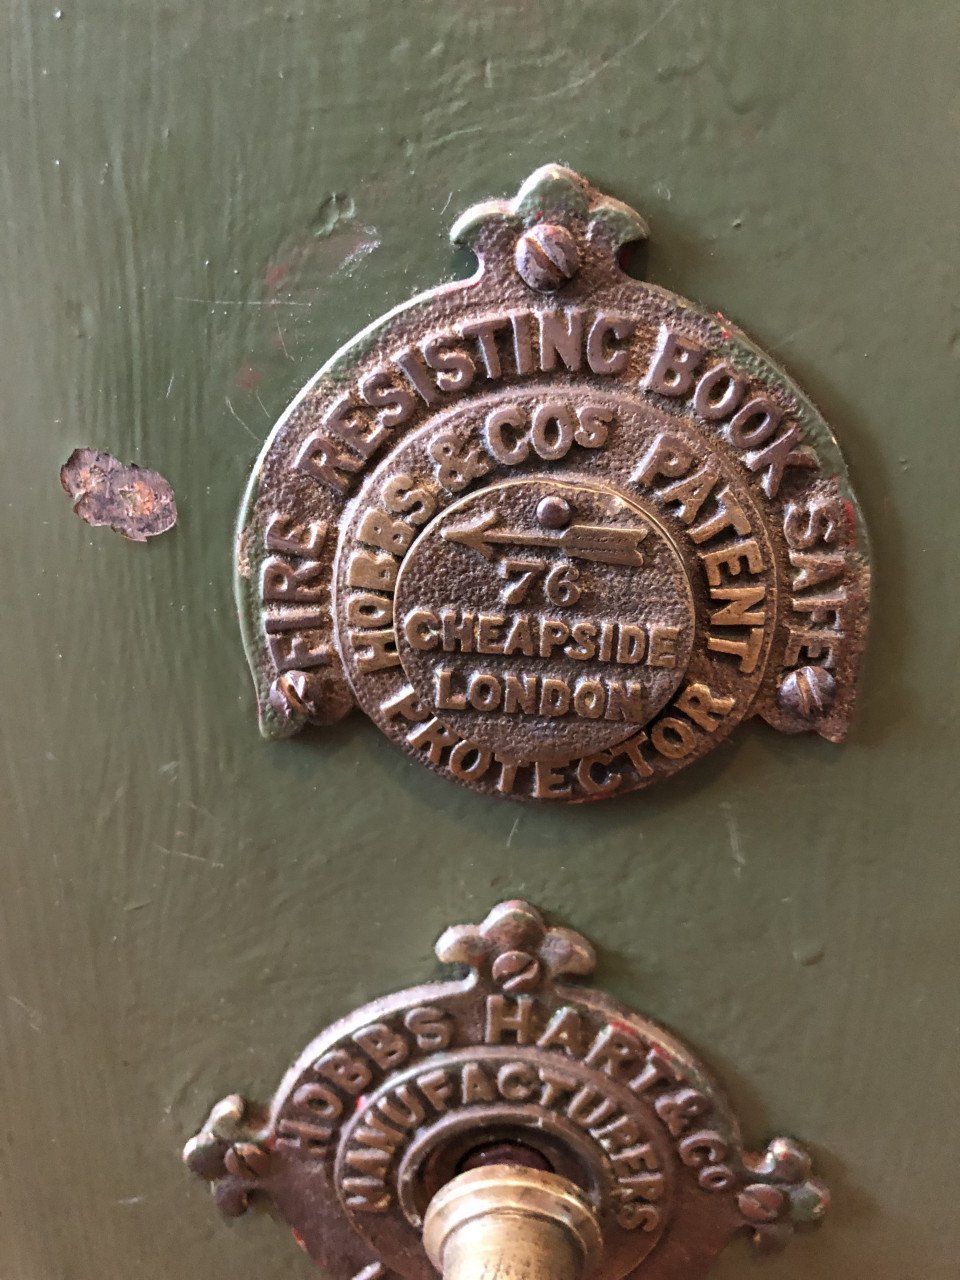 FIRE RESISTING BOOK SAFE
HOBBS & COS PATENT
PROTECTOR
76
CHEAPSIDE
LONDON
HOBBS HART & CO
MANUFACTURERS